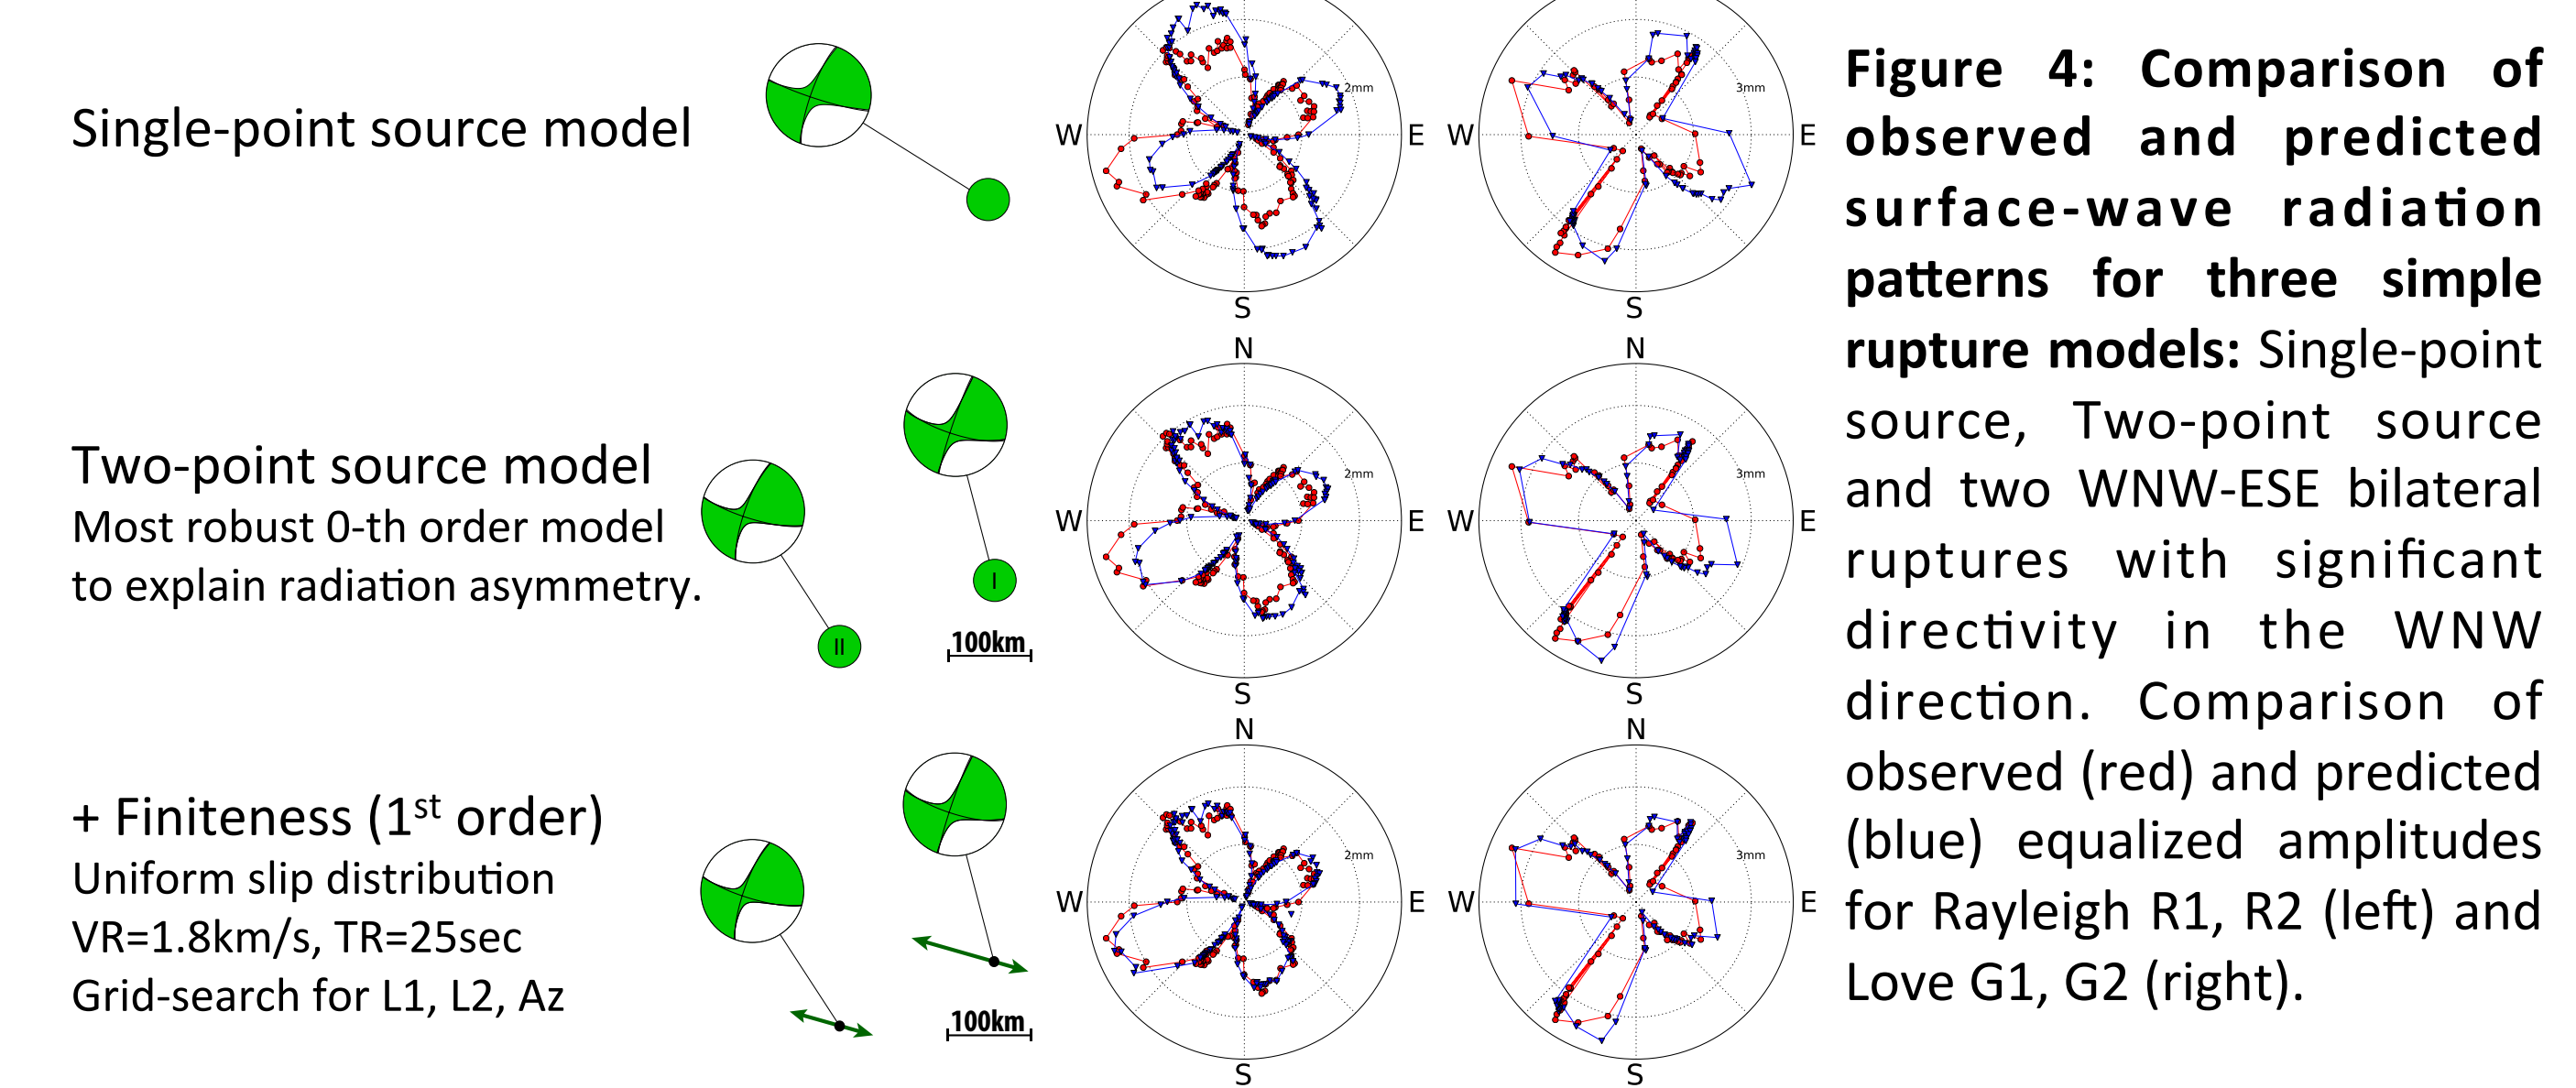 Single-point source model
2mm
W
E
S
3mm
W
E
S
Two-point source model
Most robust 0-th order model
to explain radiation asymmetry.
I
II
100km
N
2mm
W
E
S
N
3mm
W
E
S
+ Finiteness (1st order)
Uniform slip distribution
VR=1.8km/s, TR=25sec
Grid-search for L1, L2, Az
100km
N
2mm
W
E
S
N
3mm
W
E
S
Figure 4: Comparison of
observed and predicted
surface-wave radiation
patterns for three simple
rupture models: Single-point
source, Two-point source
and two WNW-ESE bilateral
ruptures with significant
directivity in the WNW
direction. Comparison of
observed (red) and predicted
(blue) equalized amplitudes
for Rayleigh R1, R2 (left) and
Love G1, G2 (right).